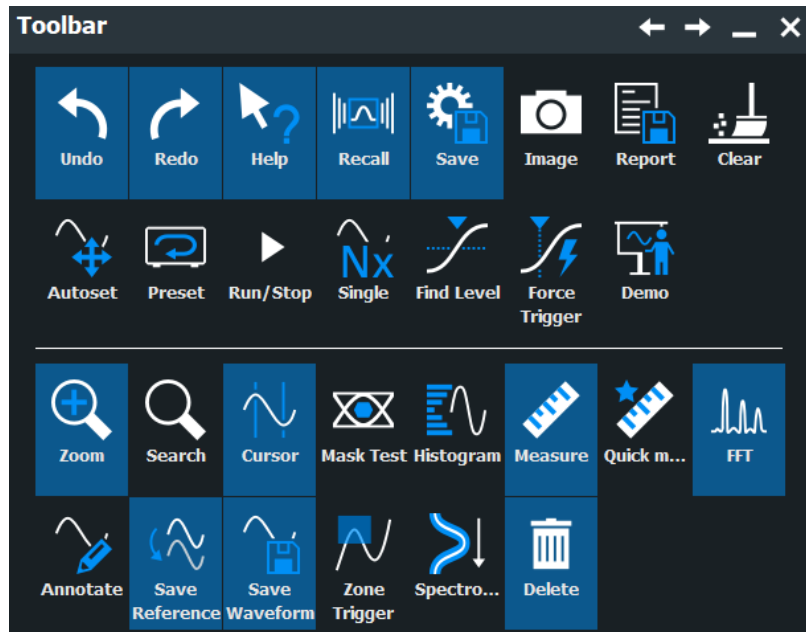 Toolbar
Undo Redo Help Recall Save Image Report Clear
Nx
Autoset Preset Run/Stop Single Find Level Force Demo
Trigger
Zoom Search Cursor Mask Test Histogram Measure Quick m... FFT
Annotate Save Save Zone Spectro... Delete
Reference Waveform Trigger